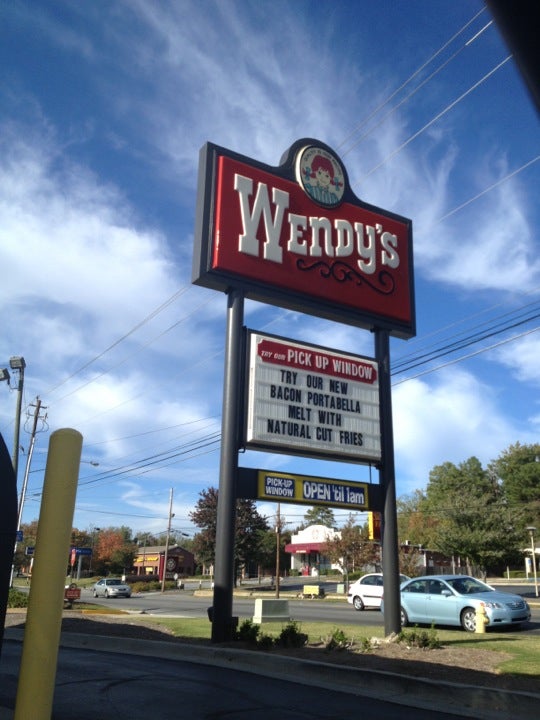 WENDY'S
TRY OUR PICK UP WINDOW
TRY OUR NEW
BACON PORTABELLA
MELT WITH
NATURAL CUT FRIES
PICK-UP
WINDOW
OPEN 'til 1am